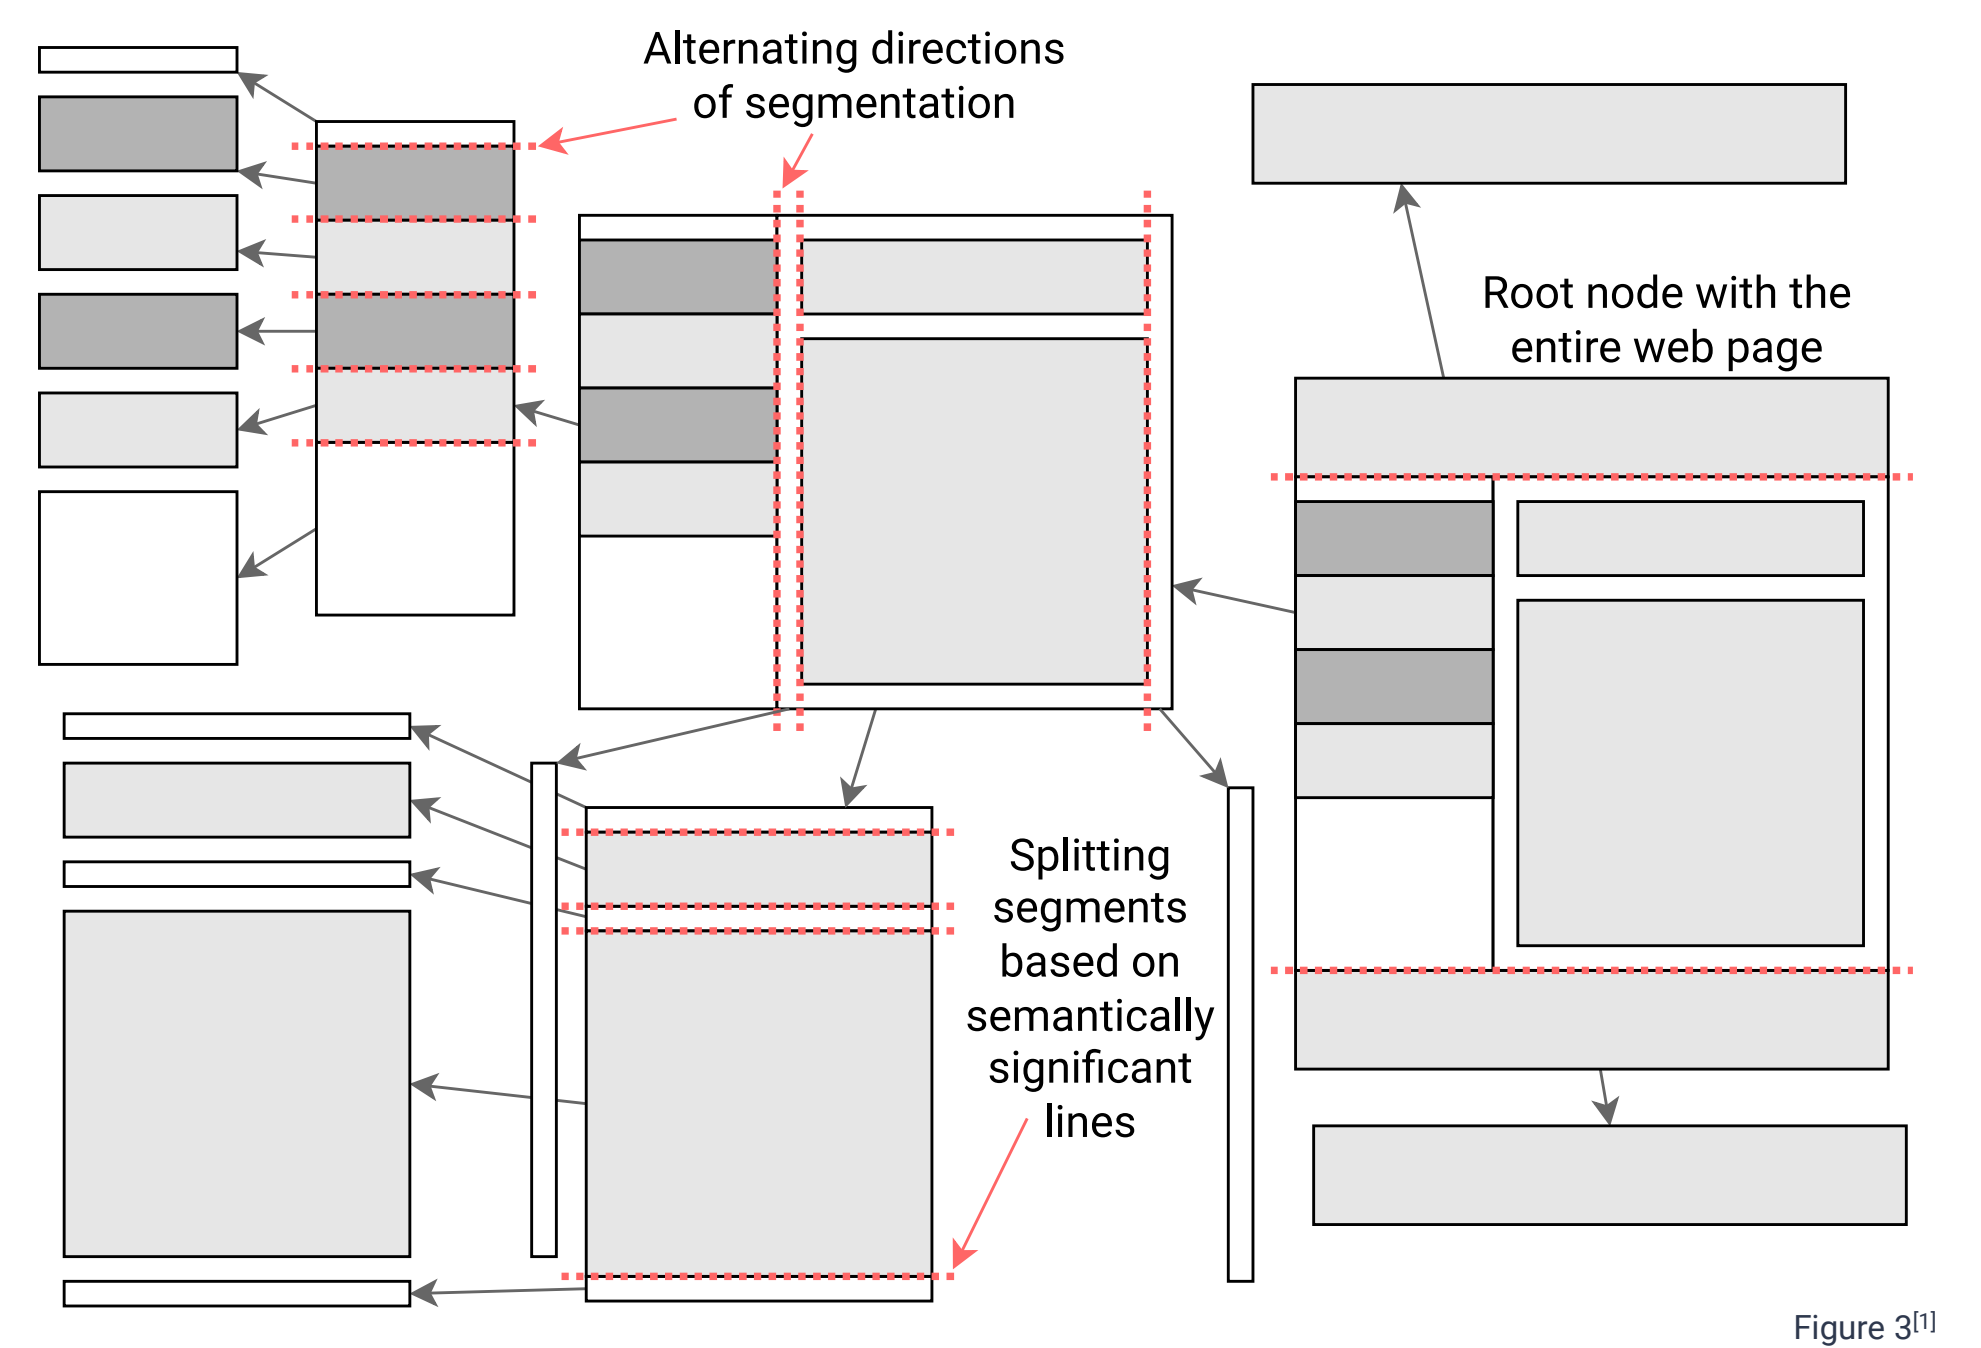 Alternating directions
of segmentation
Root node with the
entire web page
Splitting
segments
based on
semantically
significant
lines
Figure 3[1]